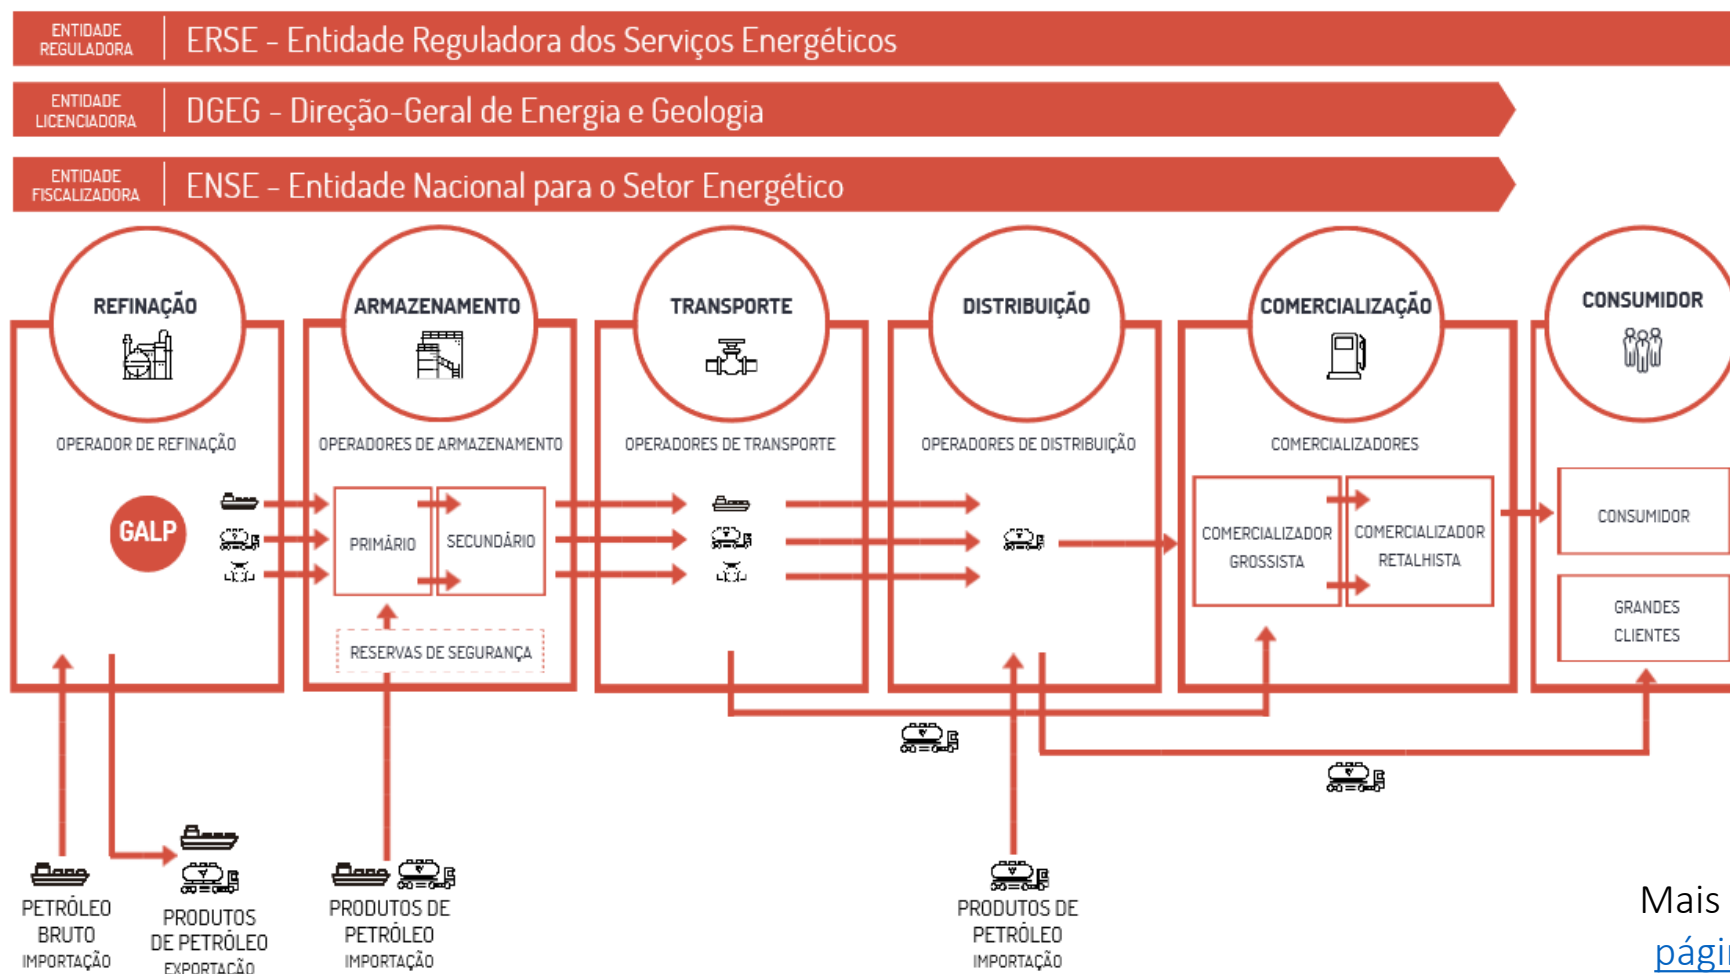 ENTIDADE
REGULADORA
ERSE - Entidade Reguladora dos Serviços Energéticos
ENTIDADE
LICENCIADORA
DGEG - Direção-Geral de Energia e Geologia
ENTIDADE
FISCALIZADORA
ENSE - Entidade Nacional para o Setor Energético
REFINAÇÃO
ARMAZENAMENTO
TRANSPORTE
DISTRIBUIÇÃO
COMERCIALIZAÇÃO
CONSUMIDOR
OPERADOR DE REFINAÇÃO
OPERADORES DE ARMAZENAMENTO
OPERADORES DE TRANSPORTE
OPERADORES DE DISTRIBUIÇÃO
COMERCIALIZADORES
GALP
PRIMÁRIO
SECUNDÁRIO
RESERVAS DE SEGURANÇA
COMERCIALIZADOR
GROSSISTA
COMERCIALIZADOR
RETALHISTA
CONSUMIDOR
GRANDES
CLIENTES
PETRÓLEO
BRUTO
IMPORTAÇÃO
PRODUTOS
DE PETRÓLEO
EXPORTAÇÃO
PRODUTOS DE
PETRÓLEO
IMPORTAÇÃO
PRODUTOS DE
PETRÓLEO
IMPORTAÇÃO
Mais